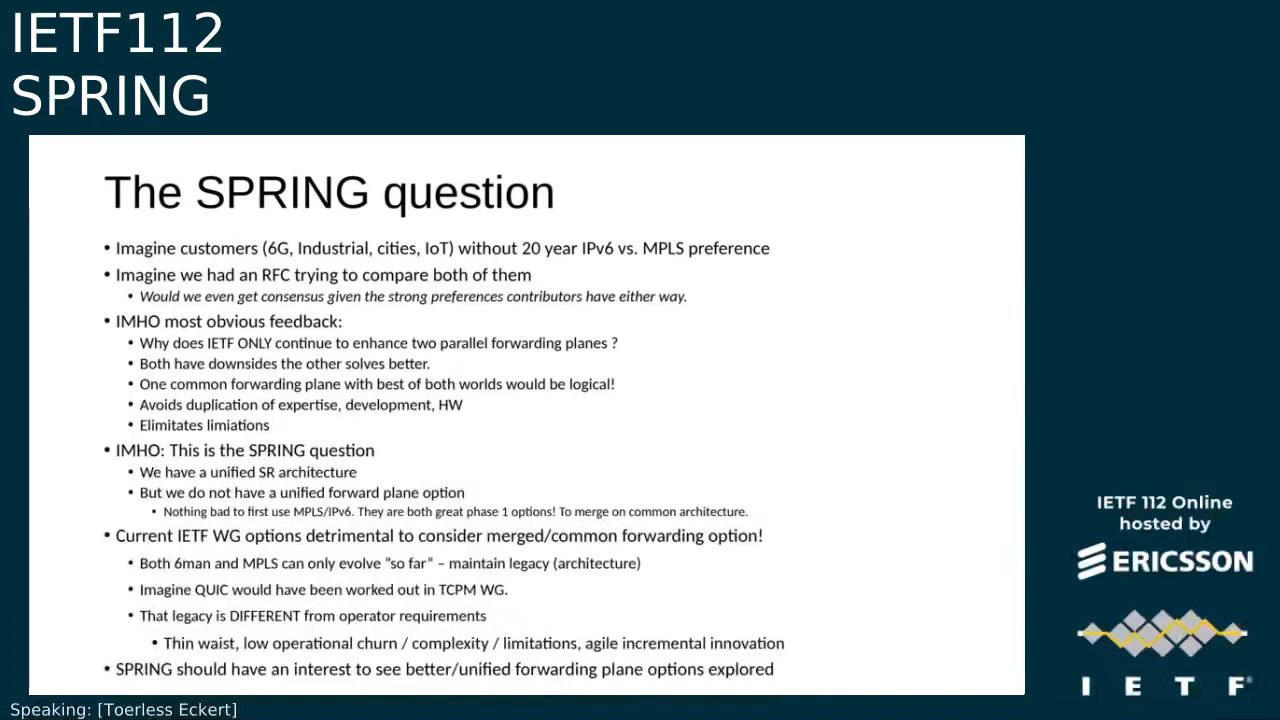 IETF112
SPRING
The SPRING question
• Imagine customers (6G, Industrial, cities, IoT) without 20 year IPv6 vs. MPLS preference
• Imagine we had an RFC trying to compare both of them
• Would we even get consensus given the strong preferences contributors have either way.
• IMHO most obvious feedback:
• Why does IETF ONLY continue to enhance two parallel forwarding planes ?
• Both have downsides the other solves better.
• One common forwarding plane with best of both worlds would be logical!
• Avoids duplication of expertise, development, HW
• Elimitates limiations
• IMHO: This is the SPRING question
• We have a unified SR architecture
• But we do not have a unified forward plane option
• Nothing bad to first use MPLS/IPv6. They are both great phase 1 options! To merge on common architecture.
• Current IETF WG options detrimental to consider merged/common forwarding option!
• Both 6man and MPLS can only evolve “so far” – maintain legacy (architecture)
• Imagine QUIC would have been worked out in TCPM WG.
• That legacy is DIFFERENT from operator requirements
• Thin waist, low operational churn / complexity / limitations, agile incremental innovation
• SPRING should have an interest to see better/unified forwarding plane options explored
IETF 112 Online
hosted by
ERICSSON
I E T F®
Speaking: [Toerless Eckert]